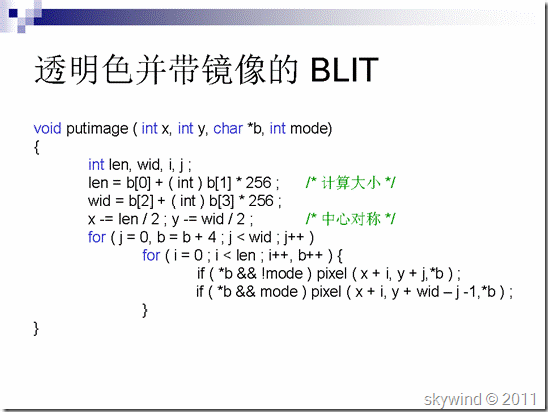 透明色并带镜像的 BLIT
void putimage ( int x, int y, char *b, int mode)
{
int len, wid, i, j ;
len = b[0] + ( int ) b[1] * 256 ; /* 计算大小 */
wid = b[2] + ( int ) b[3] * 256 ;
x -= len / 2 ; y -= wid / 2 ; /* 中心对称 */
for ( j = 0, b = b + 4 ; j < wid ; j++ )
for ( i = 0 ; i < len ; i++, b++ ) {
if ( *b && !mode ) pixel ( x + i, y + j,*b ) ;
if ( *b && mode ) pixel ( x + i, y + wid – j -1,*b ) ;
}
}
skywind © 2011